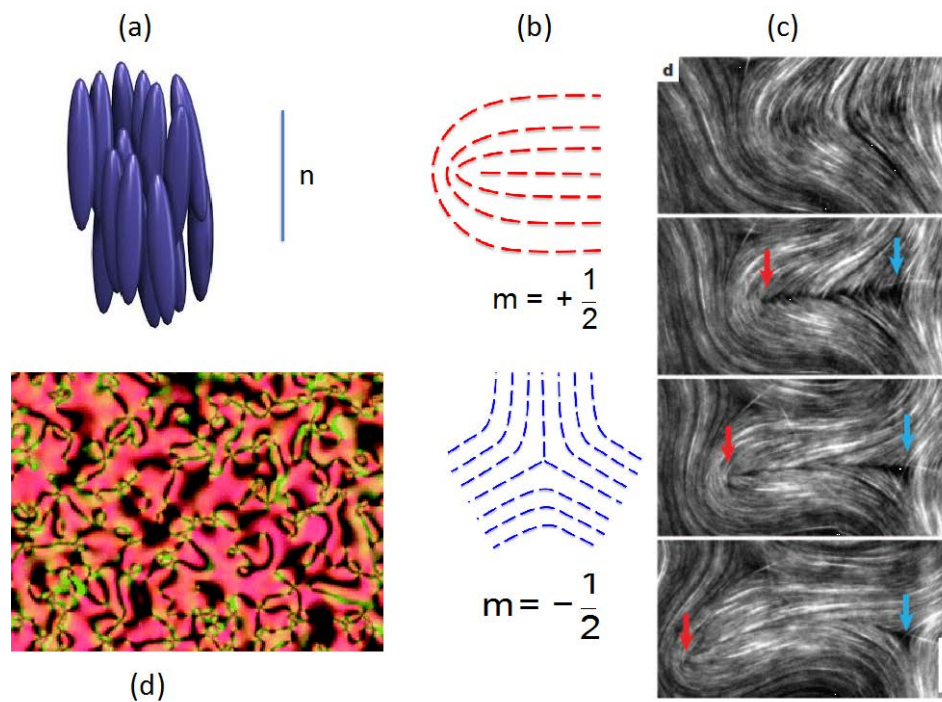 (a)
(b)
(c)
n
d
m = + 1/2
m = − 1/2
(d)